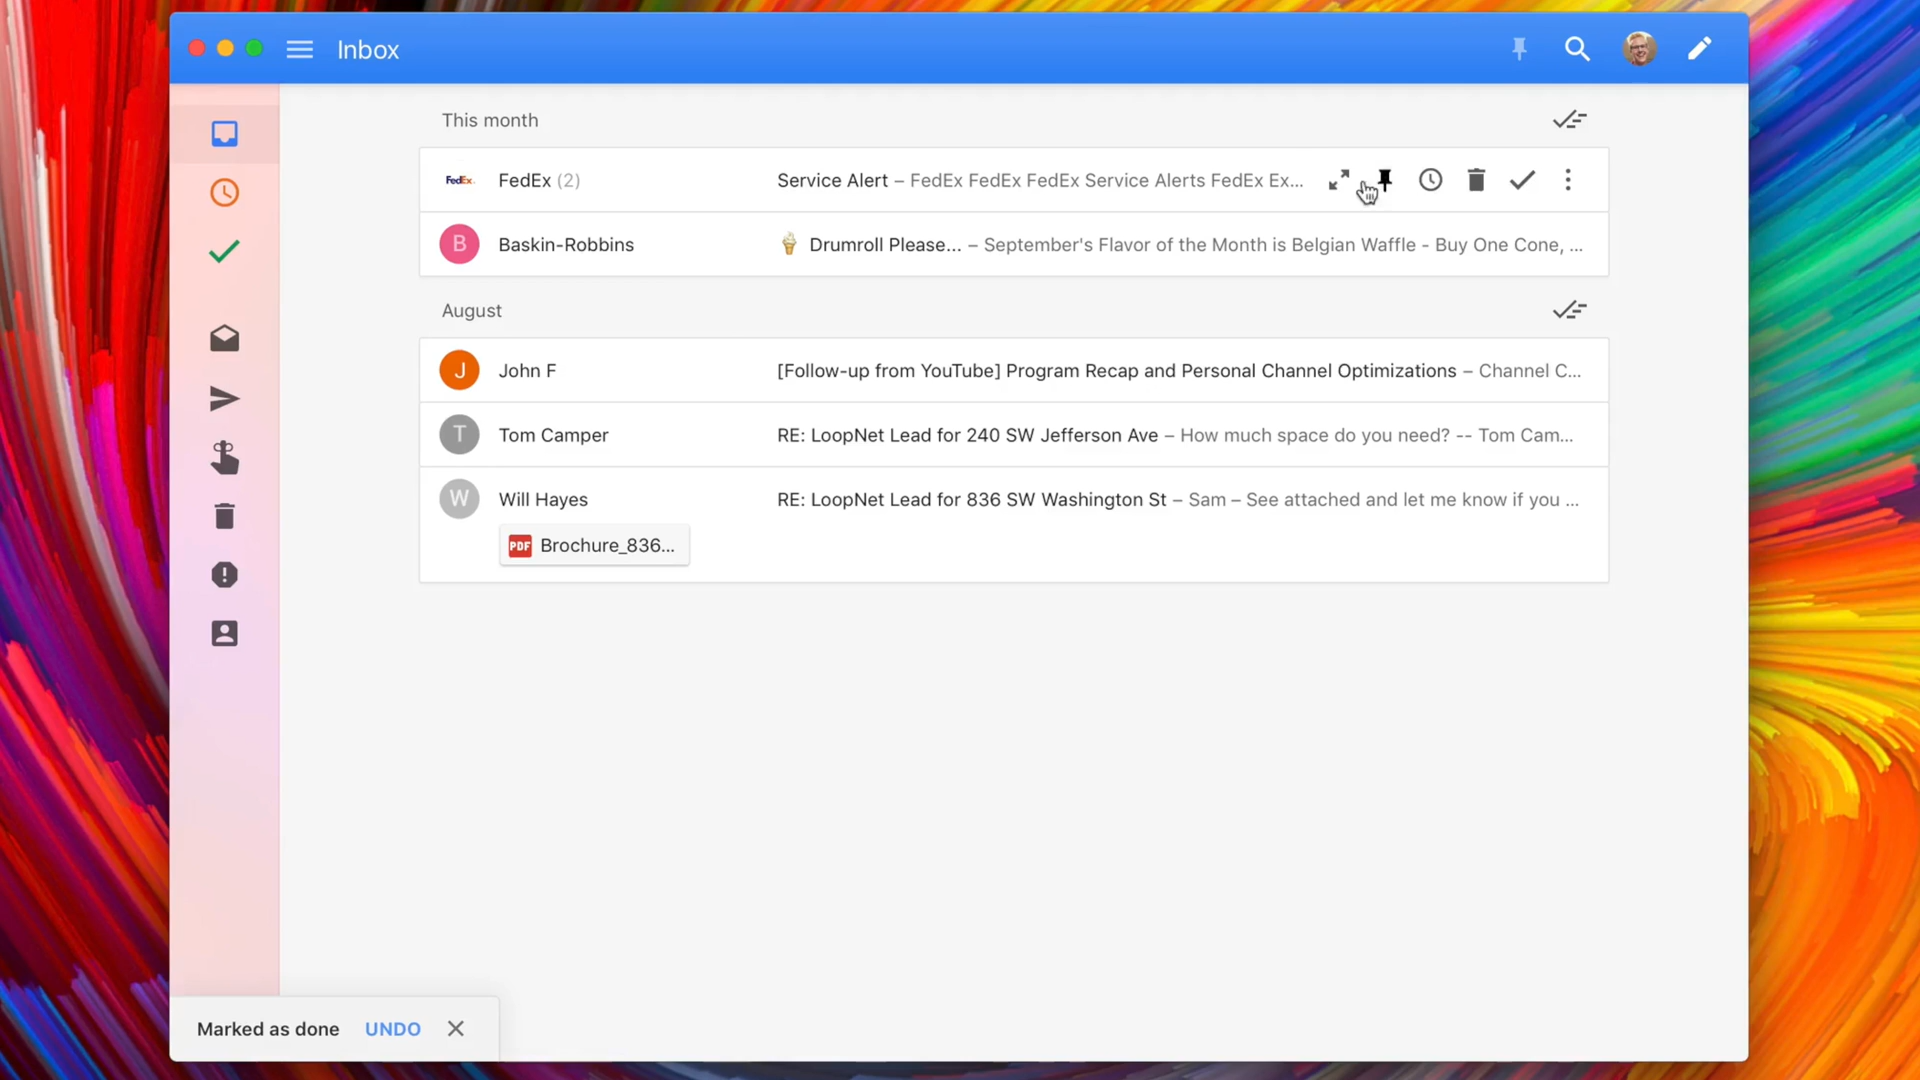 Inbox
This month
FedEx. FedEx (2) Service Alert – FedEx FedEx FedEx Service Alerts FedEx Ex...
B Baskin-Robbins Drumroll Please... – September's Flavor of the Month is Belgian Waffle - Buy One Cone, ...
August
J John F [Follow-up from YouTube] Program Recap and Personal Channel Optimizations – Channel C...
T Tom Camper RE: LoopNet Lead for 240 SW Jefferson Ave – How much space do you need? -- Tom Cam...
W Will Hayes RE: LoopNet Lead for 836 SW Washington St – Sam – See attached and let me know if you ...
PDF Brochure_836...
Marked as done UNDO